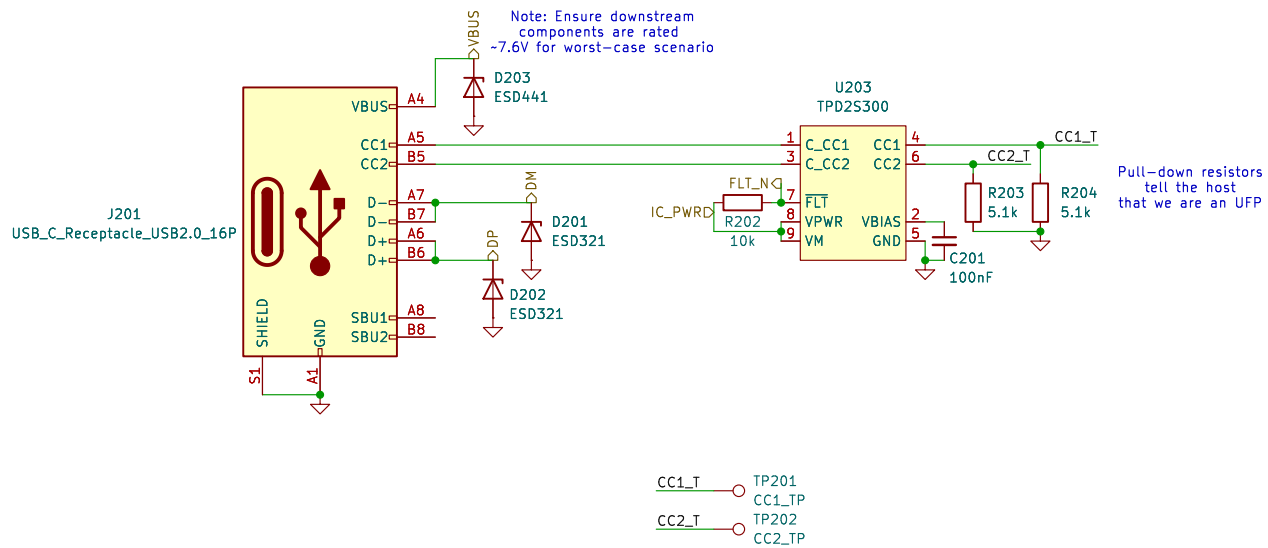 Note: Ensure downstream
components are rated
~7.6V for worst-case scenario
VBUS
D203
ESD441
J201
USB_C_Receptacle_USB2.0_16P
VBUS
A4
CC1
A5
CC2
B5
D-
A7
D-
B7
D+
A6
D+
B6
SBU1
A8
SBU2
B8
SHIELD
GND
S1
A1
DM
D201
ESD321
DP
D202
ESD321
U203
TPD2S300
1
C_CC1
3
C_CC2
7
FLT
8
VPWR
9
VM
CC1
4
CC2
6
VBIAS
2
GND
5
FLT_N
IC_PWR
R202
10k
C201
100nF
CC1_T
CC2_T
R203
5.1k
R204
5.1k
Pull-down resistors
tell the host
that we are an UFP
CC1_T
TP201
CC1_TP
CC2_T
TP202
CC2_TP